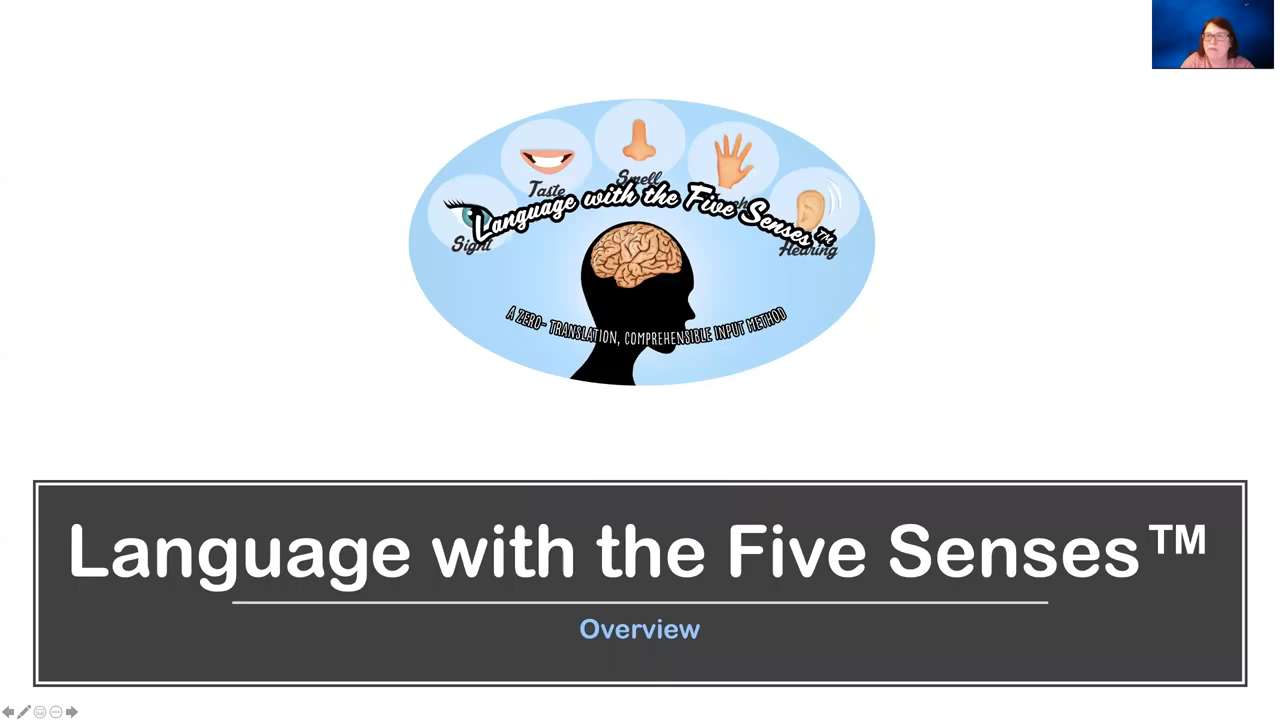 Taste
Smell
Language with the Five Senses™
Sight
Hearing
A ZERO- TRANSLATION, COMPREHENSIBLE INPUT METHOD
Language with the Five Senses™
Overview